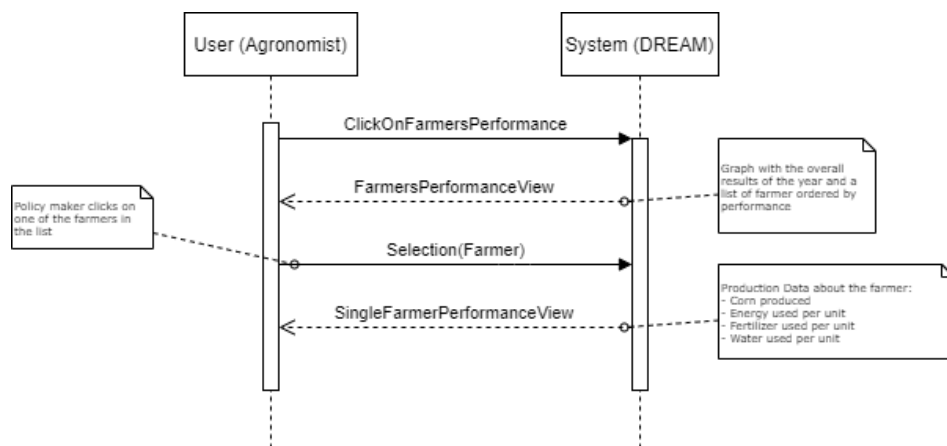 User (Agronomist)
System (DREAM)
ClickOnFarmersPerformance
Graph with the overall
results of the year and a
list of farmer ordered by
performance
FarmersPerformanceView
Policy maker clicks on
one of the farmers in
the list
Selection(Farmer)
Production Data about the farmer:
- Corn produced
- Energy used per unit
- Fertilizer used per unit
- Water used per unit
SingleFarmerPerformanceView